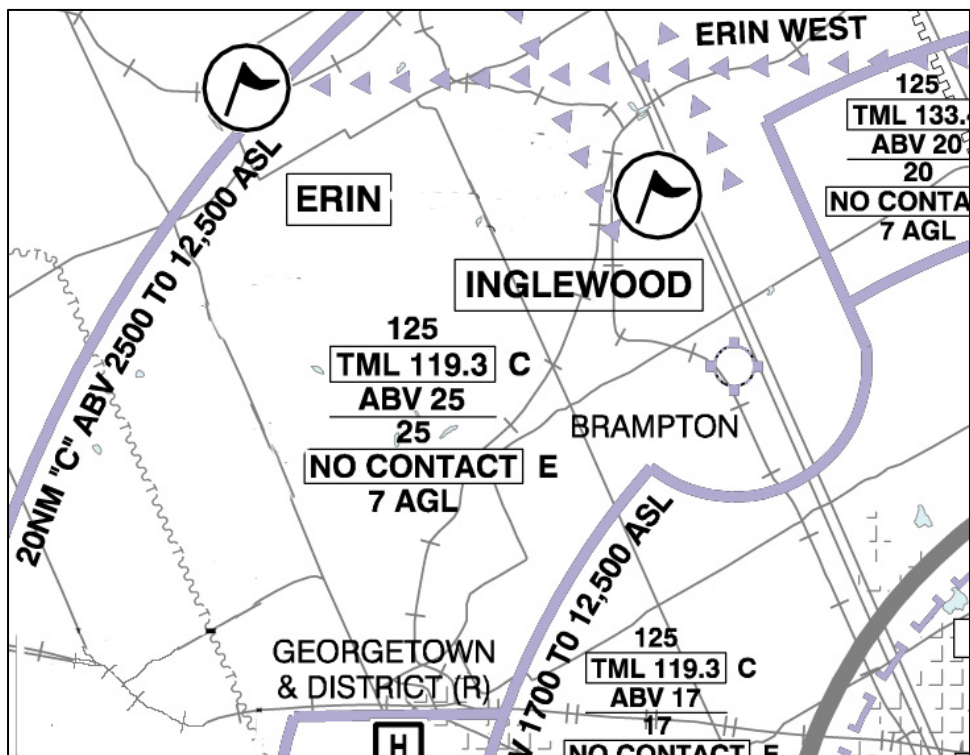 ERIN WEST
125
TML 133.
ABV 20
20
NO CONTA
7 AGL
20NM "C" ABV 2500 TO 12,500 ASL
ERIN
INGLEWOOD
125
TML 119.3 C
ABV 25
25
NO CONTACT E
7 AGL
BRAMPTON
1700 TO 12,500 ASL
GEORGETOWN
& DISTRICT (R)
125
TML 119.3 C
ABV 17
17
NO CONTACT E
H